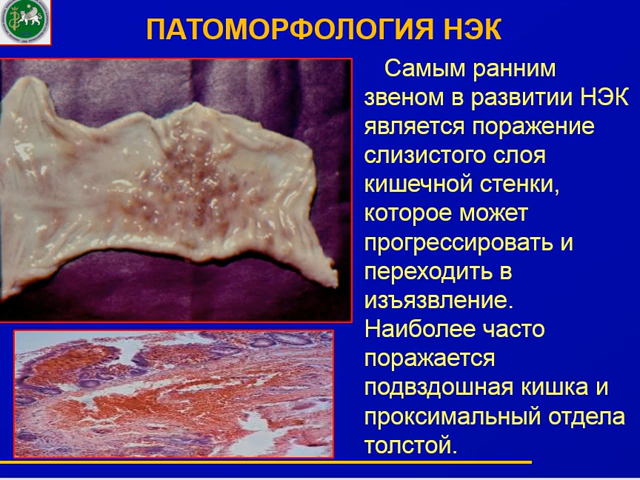 ПАТОМОРФОЛОГИЯ НЭК
Самым ранним
звеном в развитии НЭК
является поражение
слизистого слоя
кишечной стенки,
которое может
прогрессировать и
переходить в
изъязвление.
Наиболее часто
поражается
подвздошная кишка и
проксимальный отдела
толстой.